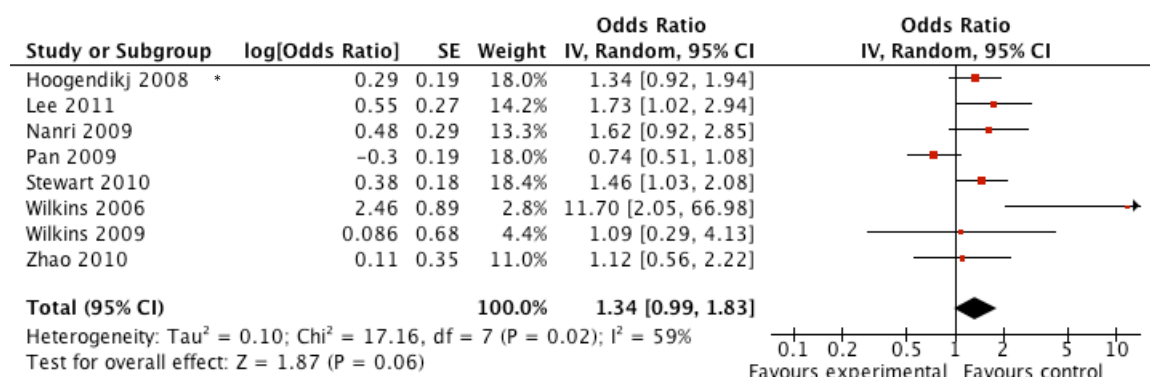 Odds Ratio Odds Ratio
Study or Subgroup log[Odds Ratio] SE Weight IV, Random, 95% CI IV, Random, 95% CI
Hoogendikj 2008 * 0.29 0.19 18.0% 1.34 [0.92, 1.94]
Lee 2011 0.55 0.27 14.2% 1.73 [1.02, 2.94]
Nanri 2009 0.48 0.29 13.3% 1.62 [0.92, 2.85]
Pan 2009 −0.3 0.19 18.0% 0.74 [0.51, 1.08]
Stewart 2010 0.38 0.18 18.4% 1.46 [1.03, 2.08]
Wilkins 2006 2.46 0.89 2.8% 11.70 [2.05, 66.98]
Wilkins 2009 0.086 0.68 4.4% 1.09 [0.29, 4.13]
Zhao 2010 0.11 0.35 11.0% 1.12 [0.56, 2.22]
Total (95% CI) 100.0% 1.34 [0.99, 1.83]
Heterogeneity: Tau² = 0.10; Chi² = 17.16, df = 7 (P = 0.02); I² = 59%
Test for overall effect: Z = 1.87 (P = 0.06)
0.1 0.2 0.5 1 2 5 10
Favours experimental Favours control